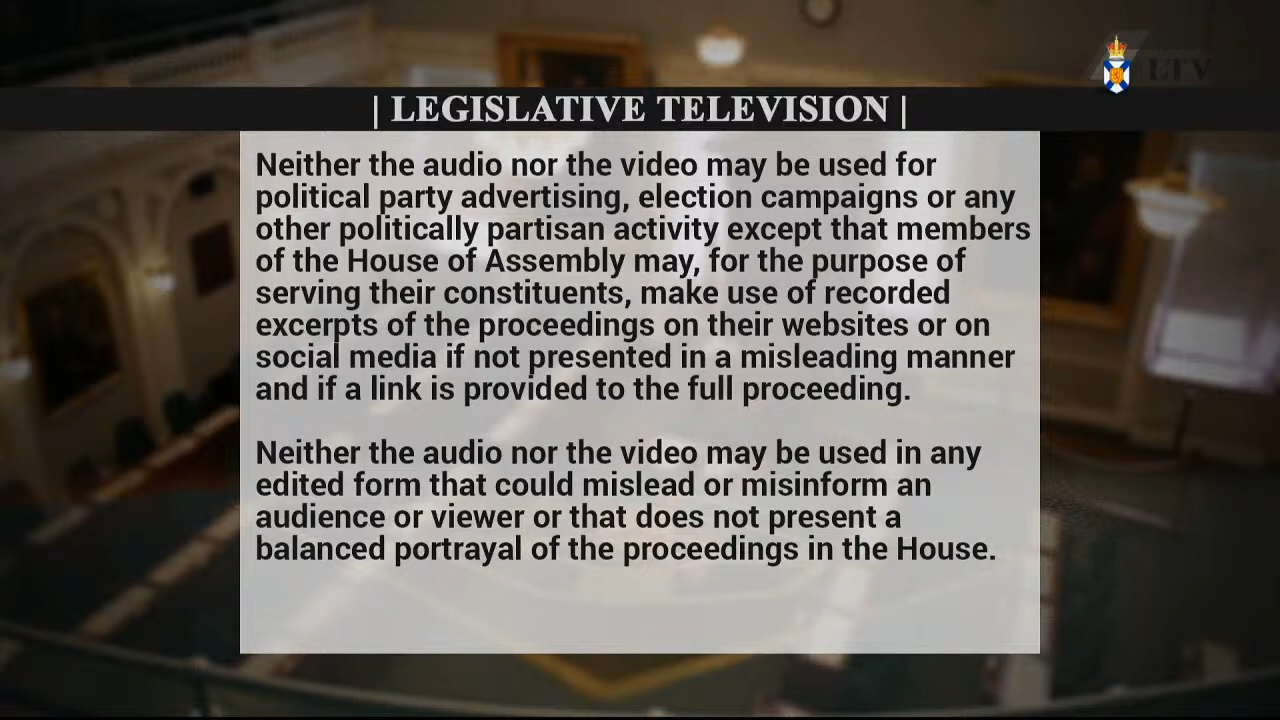 LTV
| LEGISLATIVE TELEVISION |
Neither the audio nor the video may be used for
political party advertising, election campaigns or any
other politically partisan activity except that members
of the House of Assembly may, for the purpose of
serving their constituents, make use of recorded
excerpts of the proceedings on their websites or on
social media if not presented in a misleading manner
and if a link is provided to the full proceeding.
Neither the audio nor the video may be used in any
edited form that could mislead or misinform an
audience or viewer or that does not present a
balanced portrayal of the proceedings in the House.